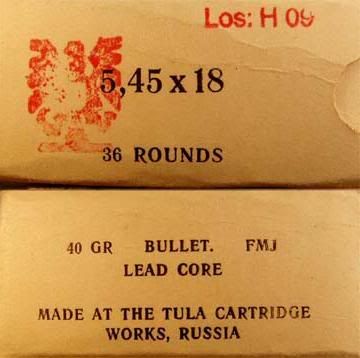 Los: H 09
5,45 x 18
36 ROUNDS
40 GR BULLET. FMJ
LEAD CORE
MADE AT THE TULA CARTRIDGE
WORKS, RUSSIA